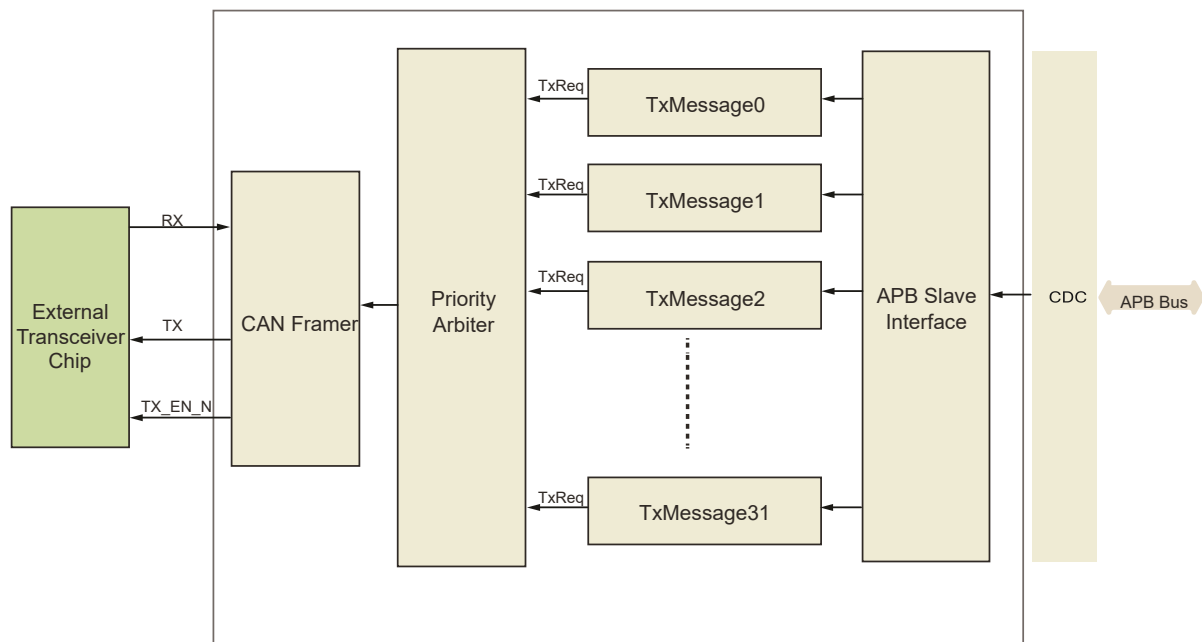 TxReq
TxMessage0
TxReq
TxMessage1
RX
TxReq
TxMessage2
External
Transceiver
Chip
TX
CAN Framer
Priority
Arbiter
APB Slave
Interface
CDC
APB Bus
TX_EN_N
TxReq
TxMessage31